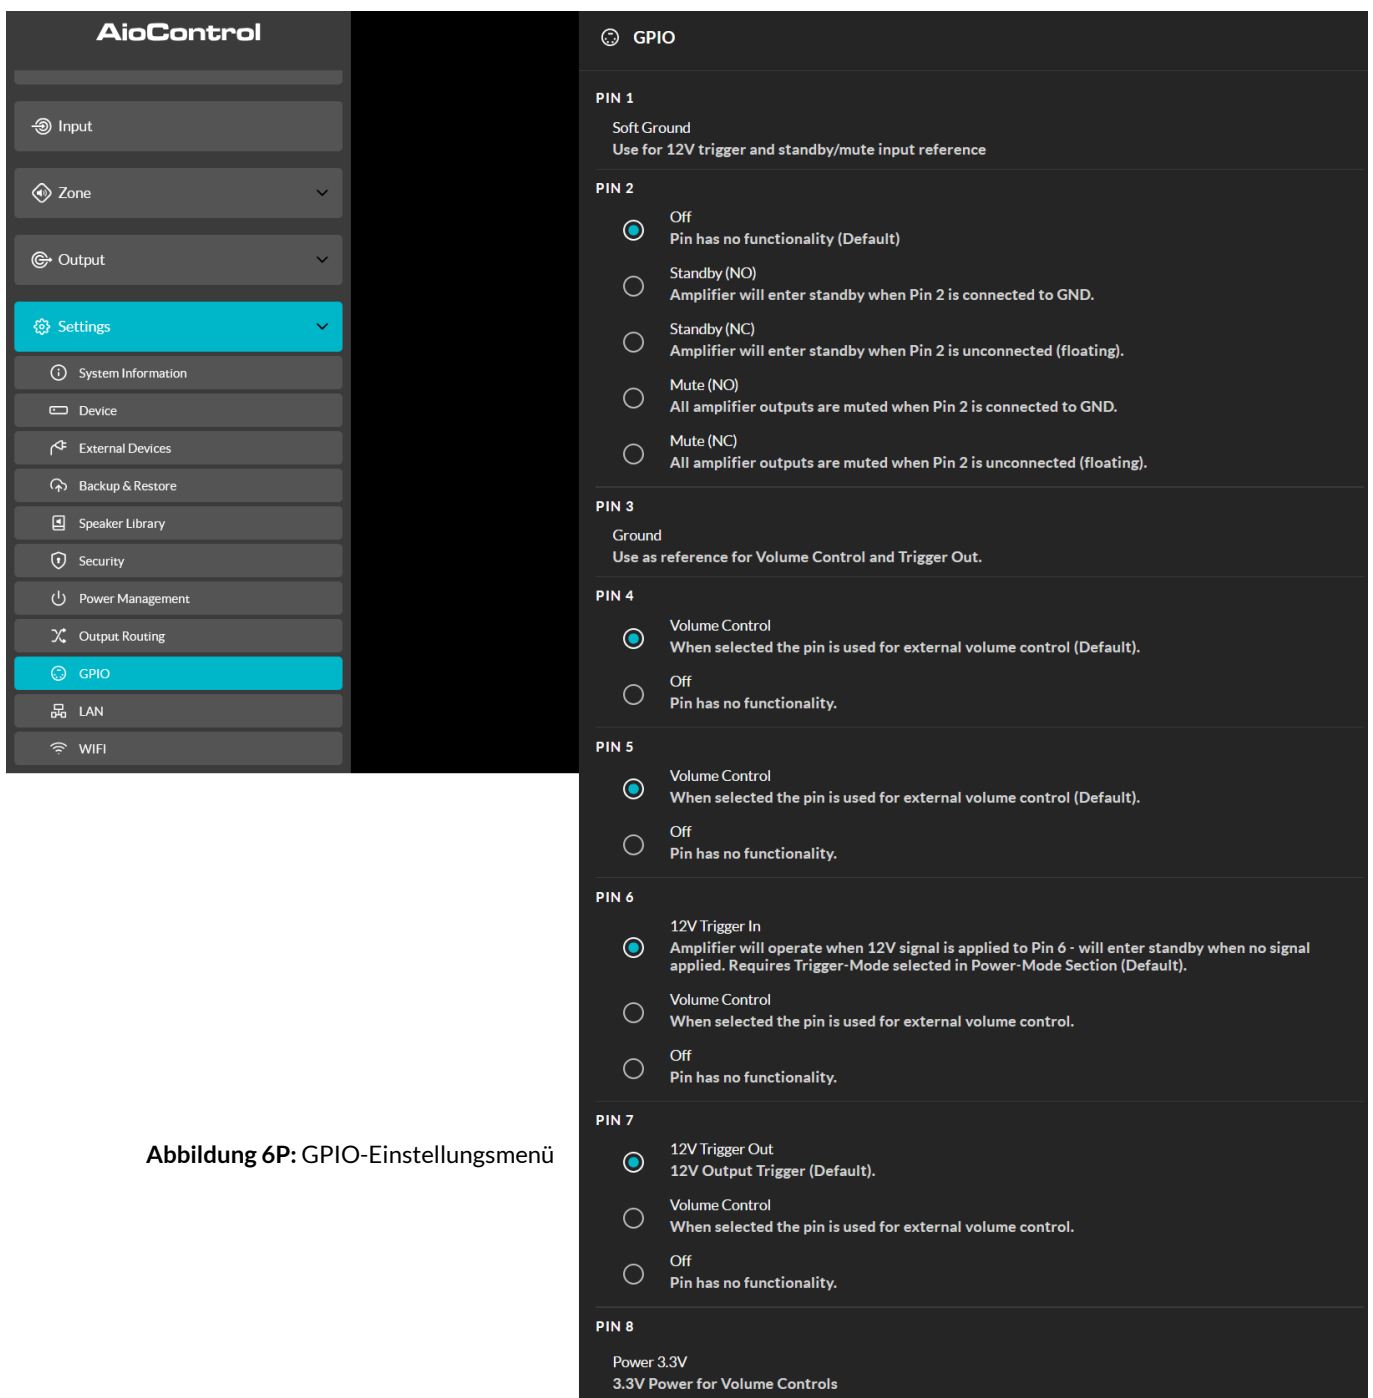 AioControl
Input
Zone
Output
Settings
System Information
Device
External Devices
Backup & Restore
Speaker Library
Security
Power Management
Output Routing
GPIO
LAN
WIFI
GPIO
PIN 1
Soft Ground
Use for 12V trigger and standby/mute input reference
PIN 2
Off
Pin has no functionality (Default)
Standby (NO)
Amplifier will enter standby when Pin 2 is connected to GND.
Standby (NC)
Amplifier will enter standby when Pin 2 is unconnected (floating).
Mute (NO)
All amplifier outputs are muted when Pin 2 is connected to GND.
Mute (NC)
All amplifier outputs are muted when Pin 2 is unconnected (floating).
PIN 3
Ground
Use as reference for Volume Control and Trigger Out.
PIN 4
Volume Control
When selected the pin is used for external volume control (Default).
Off
Pin has no functionality.
PIN 5
Volume Control
When selected the pin is used for external volume control (Default).
Off
Pin has no functionality.
PIN 6
12V Trigger In
Amplifier will operate when 12V signal is applied to Pin 6 - will enter standby when no signal
applied. Requires Trigger-Mode selected in Power-Mode Section (Default).
Volume Control
When selected the pin is used for external volume control.
Off
Pin has no functionality.
PIN 7
12V Trigger Out
12V Output Trigger (Default).
Volume Control
When selected the pin is used for external volume control.
Off
Pin has no functionality.
PIN 8
Power 3.3V
3.3V Power for Volume Controls
Abbildung 6P: GPIO-Einstellungsmenü